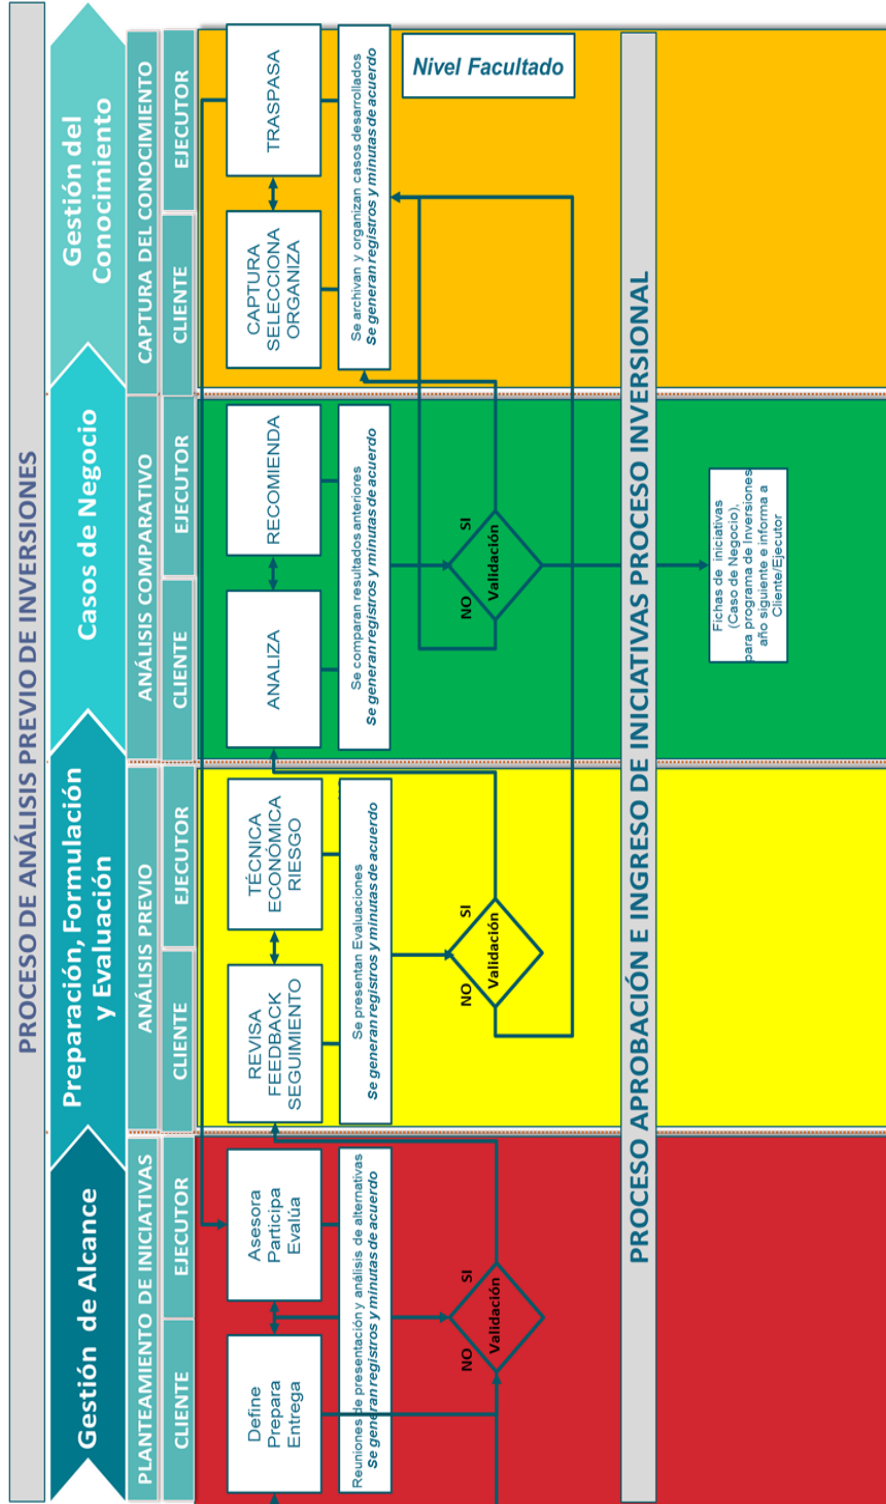 PROCESO DE ANÁLISIS PREVIO DE INVERSIONES
Gestión de Alcance
Preparación, Formulación
y Evaluación
Casos de Negocio
Gestión del
Conocimiento
PLANTEAMIENTO DE INICIATIVAS
ANÁLISIS PREVIO
ANÁLISIS COMPARATIVO
CAPTURA DEL CONOCIMIENTO
CLIENTE
EJECUTOR
CLIENTE
EJECUTOR
CLIENTE
EJECUTOR
CLIENTE
EJECUTOR
Define
Prepara
Entrega
Asesora
Participa
Evalúa
REVISA
FEEDBACK
SEGUIMIENTO
TÉCNICA
ECONÓMICA
RIESGO
ANALIZA
RECOMIENDA
CAPTURA
SELECCIONA
ORGANIZA
TRASPASA
Reuniones de presentación y análisis de alternativas
Se generan registros y minutas de acuerdo
Se presentan Evaluaciones
Se generan registros y minutas de acuerdo
Se comparan resultados anteriores
Se generan registros y minutas de acuerdo
Se archivan y organizan casos desarrollados
Se generan registros y minutas de acuerdo
Nivel Facultado
NO
SI
Validación
NO
SI
Validación
NO
SI
Validación
PROCESO APROBACIÓN E INGRESO DE INICIATIVAS PROCESO INVERSIONAL
Fichas de iniciativas
(Caso de Negocio),
para programa de Inversiones
año siguiente e informa a
Cliente/Ejecutor